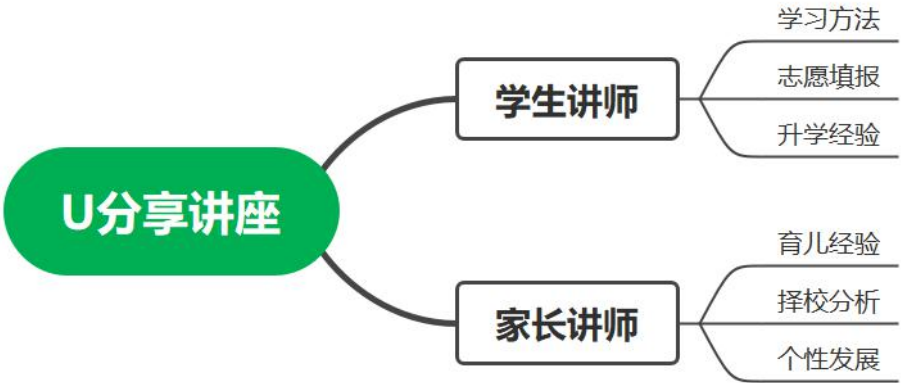 U分享讲座
学生讲师
学习方法
志愿填报
升学经验
家长讲师
育儿经验
择校分析
个性发展